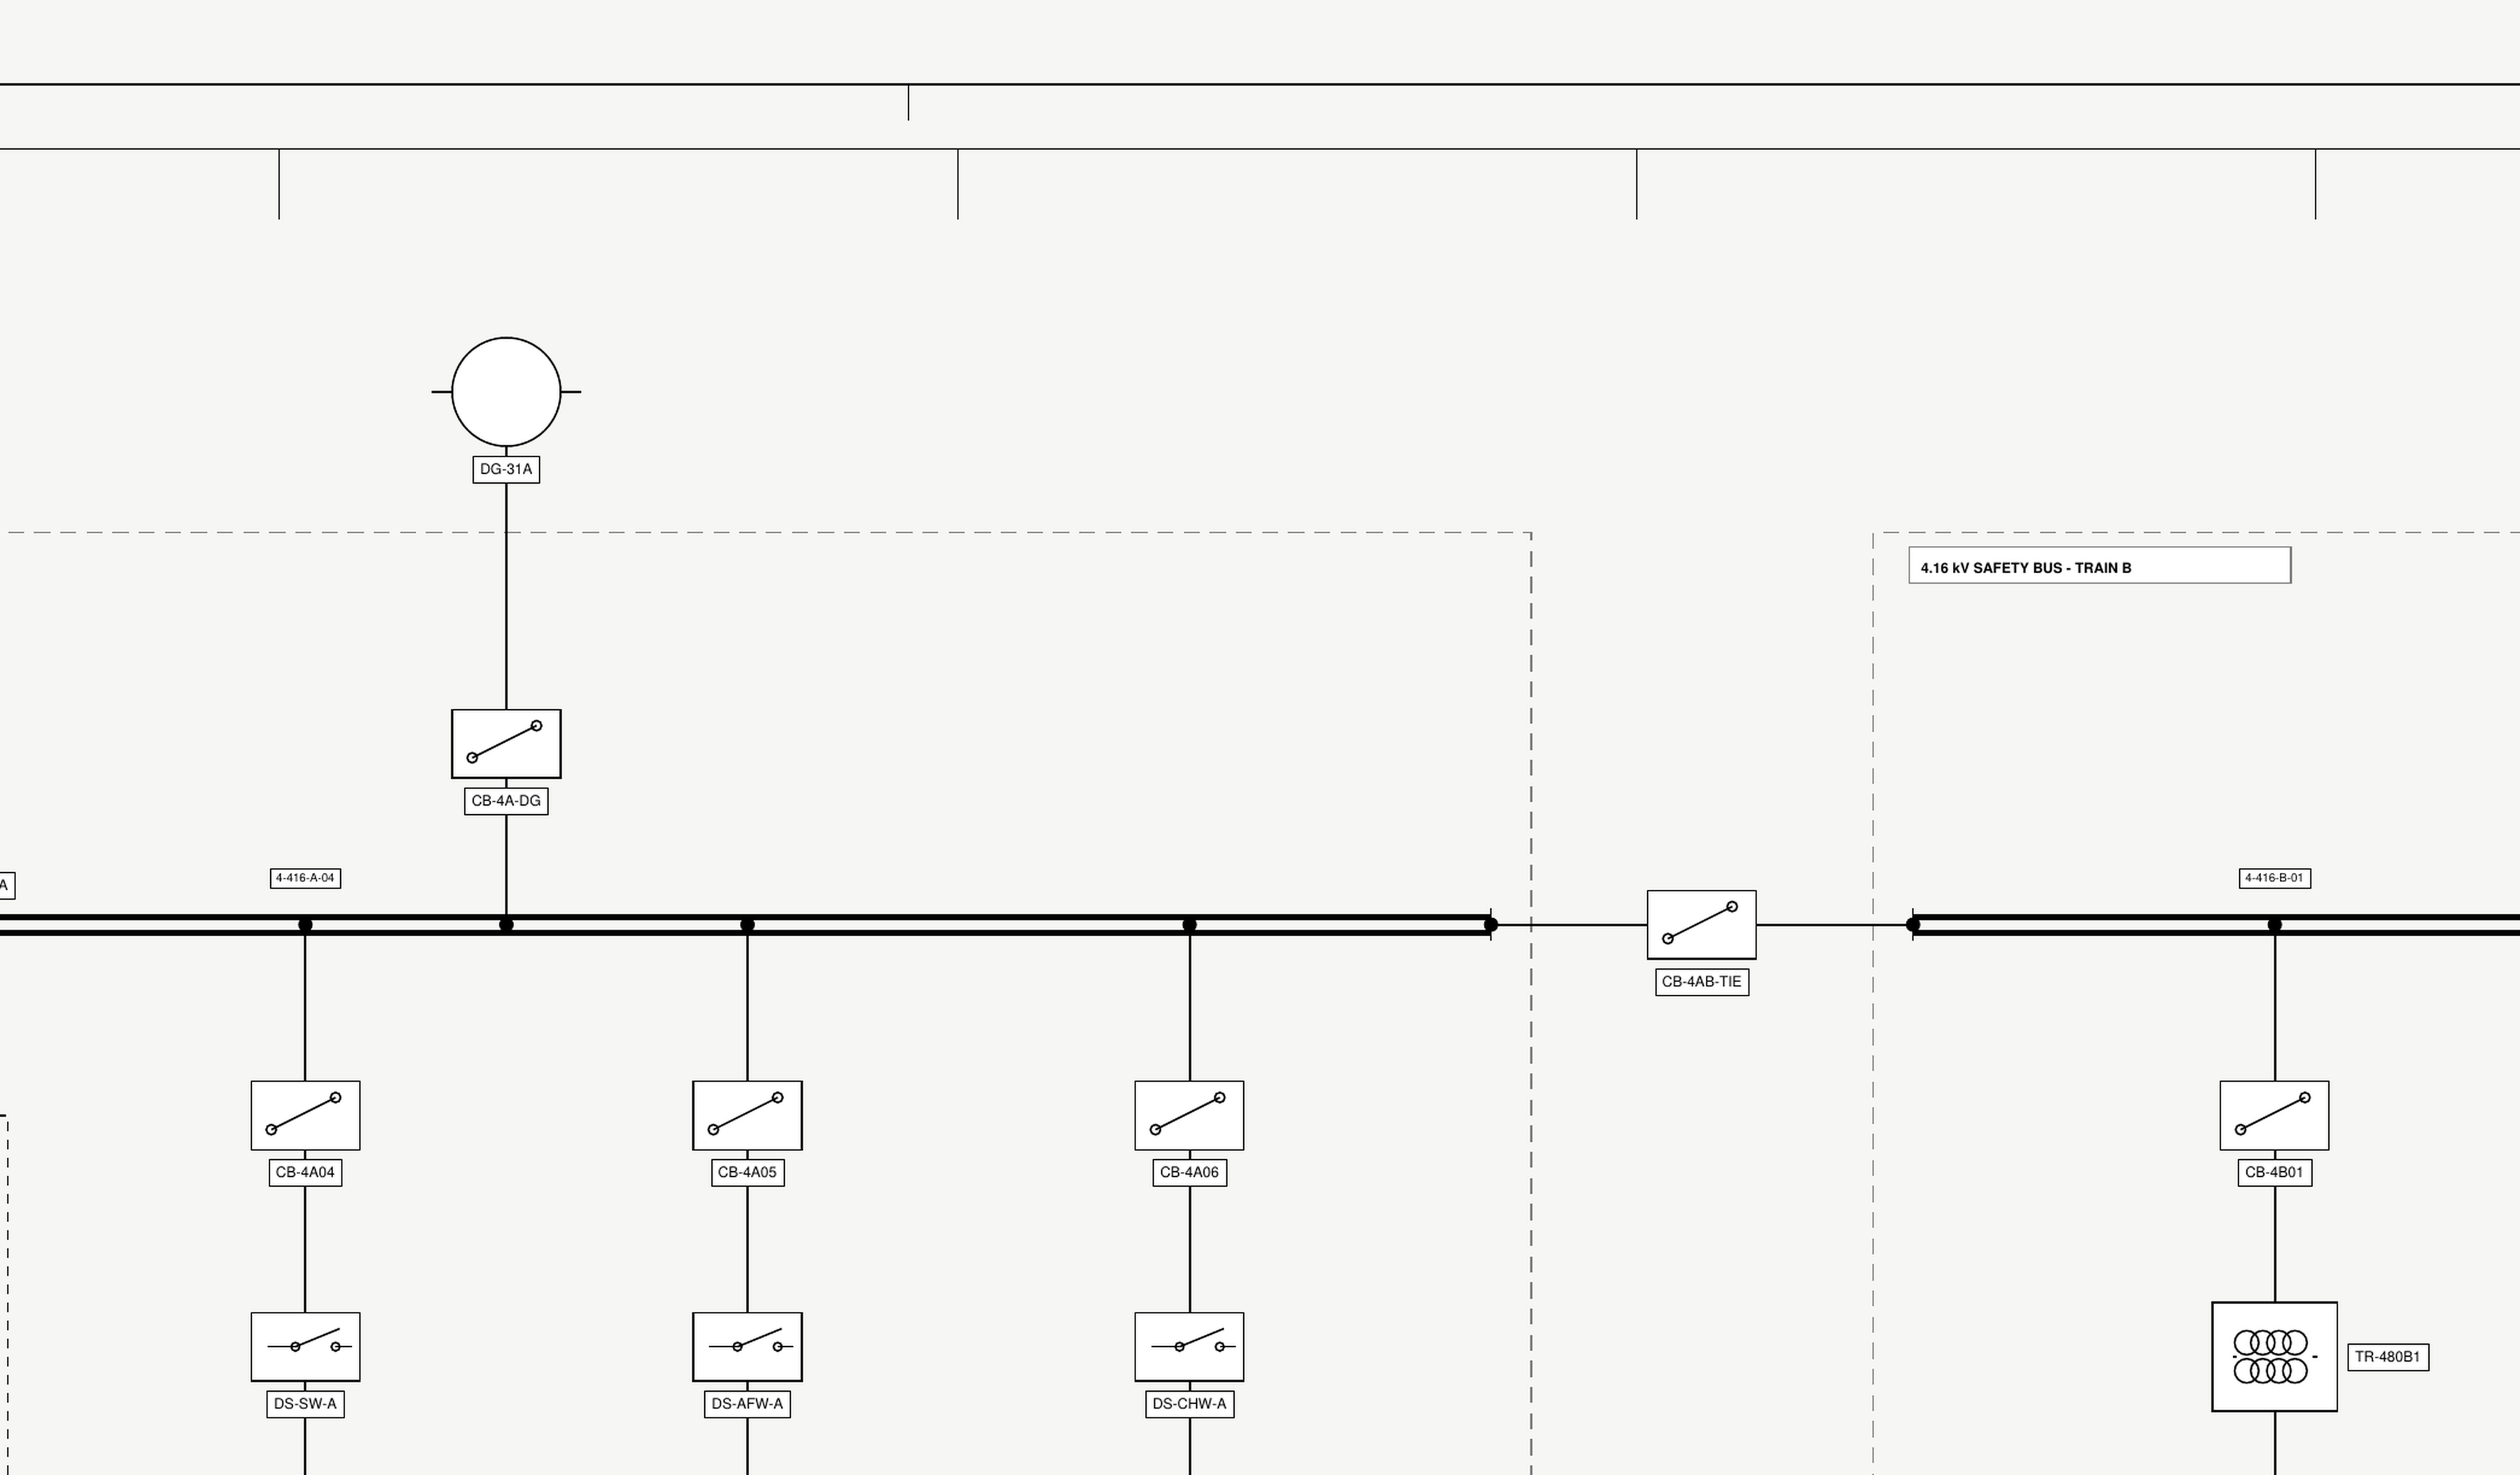 DG-31A
4.16 kV SAFETY BUS - TRAIN B
CB-4A-DG
A
4-416-A-04
4-416-B-01
CB-4AB-TIE
CB-4A04
CB-4A05
CB-4A06
CB-4B01
TR-480B1
DS-SW-A
DS-AFW-A
DS-CHW-A